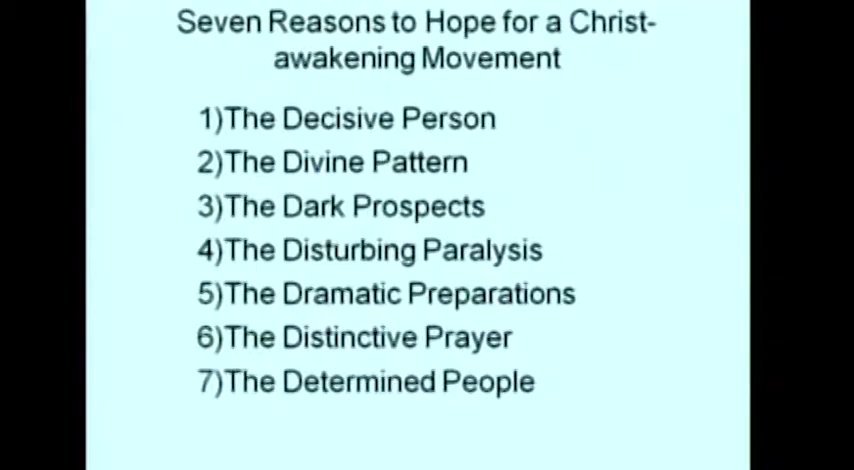 Seven Reasons to Hope for a Christ-
awakening Movement
1)The Decisive Person
2)The Divine Pattern
3)The Dark Prospects
4)The Disturbing Paralysis
5)The Dramatic Preparations
6)The Distinctive Prayer
7)The Determined People